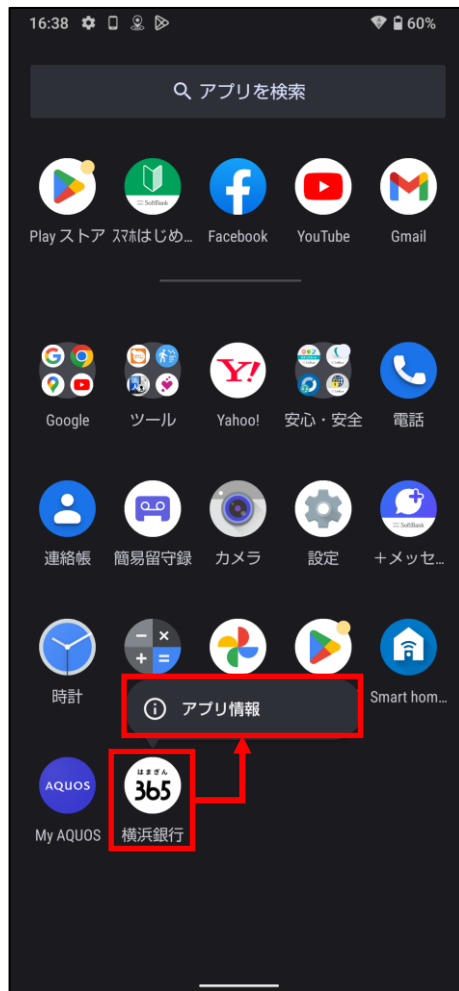 16:38
60%
アプリを検索
SoftBank
Play ストア
スマホはじめ...
Facebook
YouTube
Gmail
Y!
Google
ツール
Yahoo!
安心・安全
電話
SoftBank
連絡帳
簡易留守録
カメラ
設定
+メッセ...
時計
アプリ情報
Smart hom...
AQUOS
はまぎん
365
My AQUOS
横浜銀行